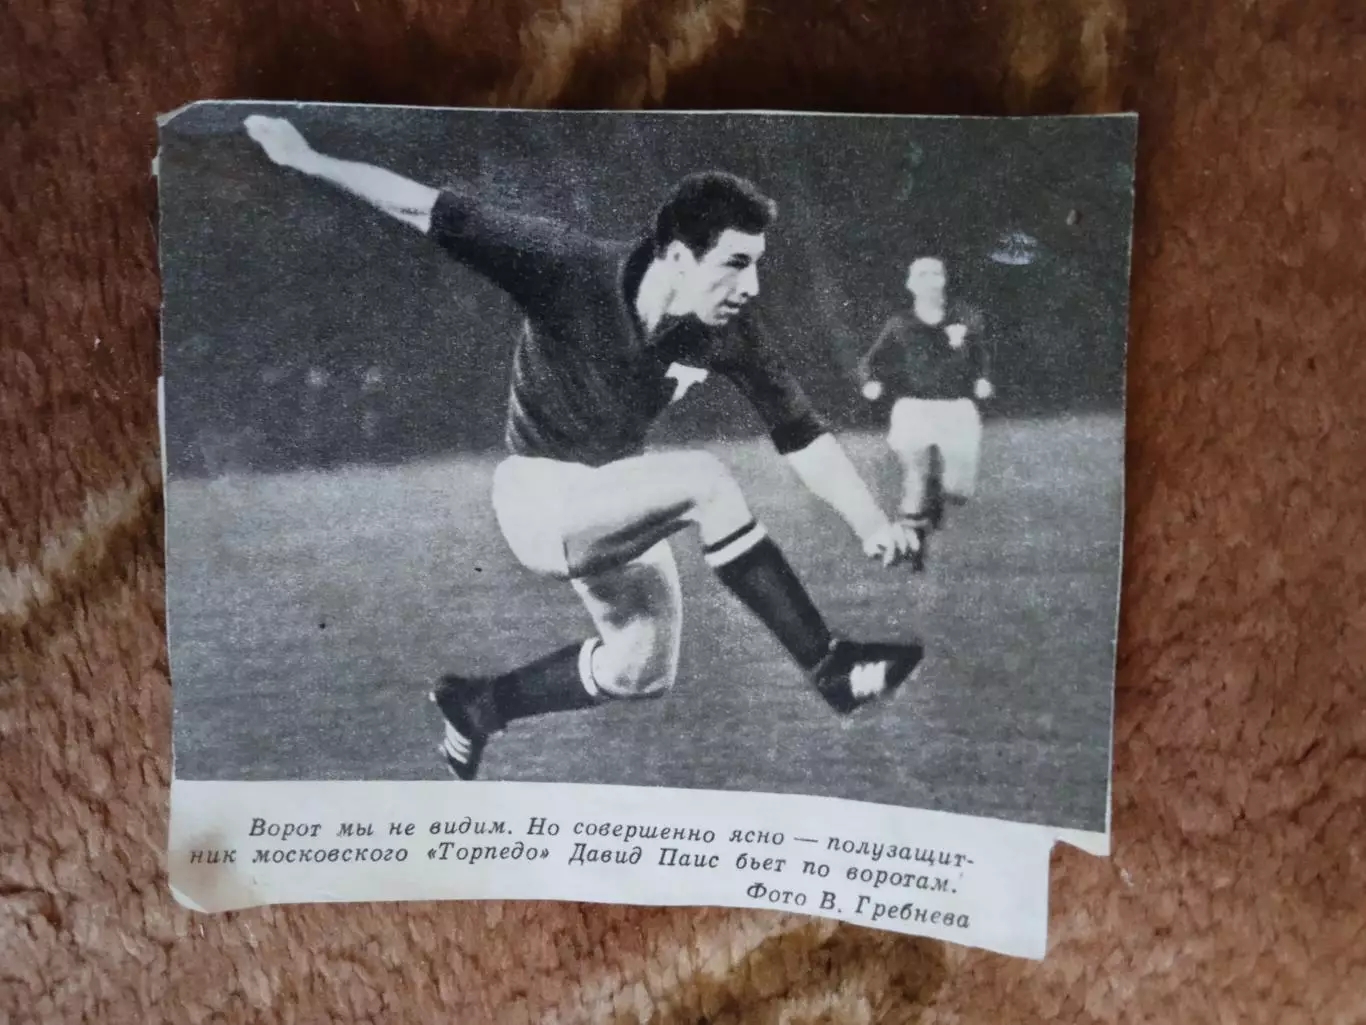 Ворот мы не видим. Но совершенно ясно — полузащит-
ник московского «Торпедо» Давид Паис бьет по воротам.
Фото В. Гребнева